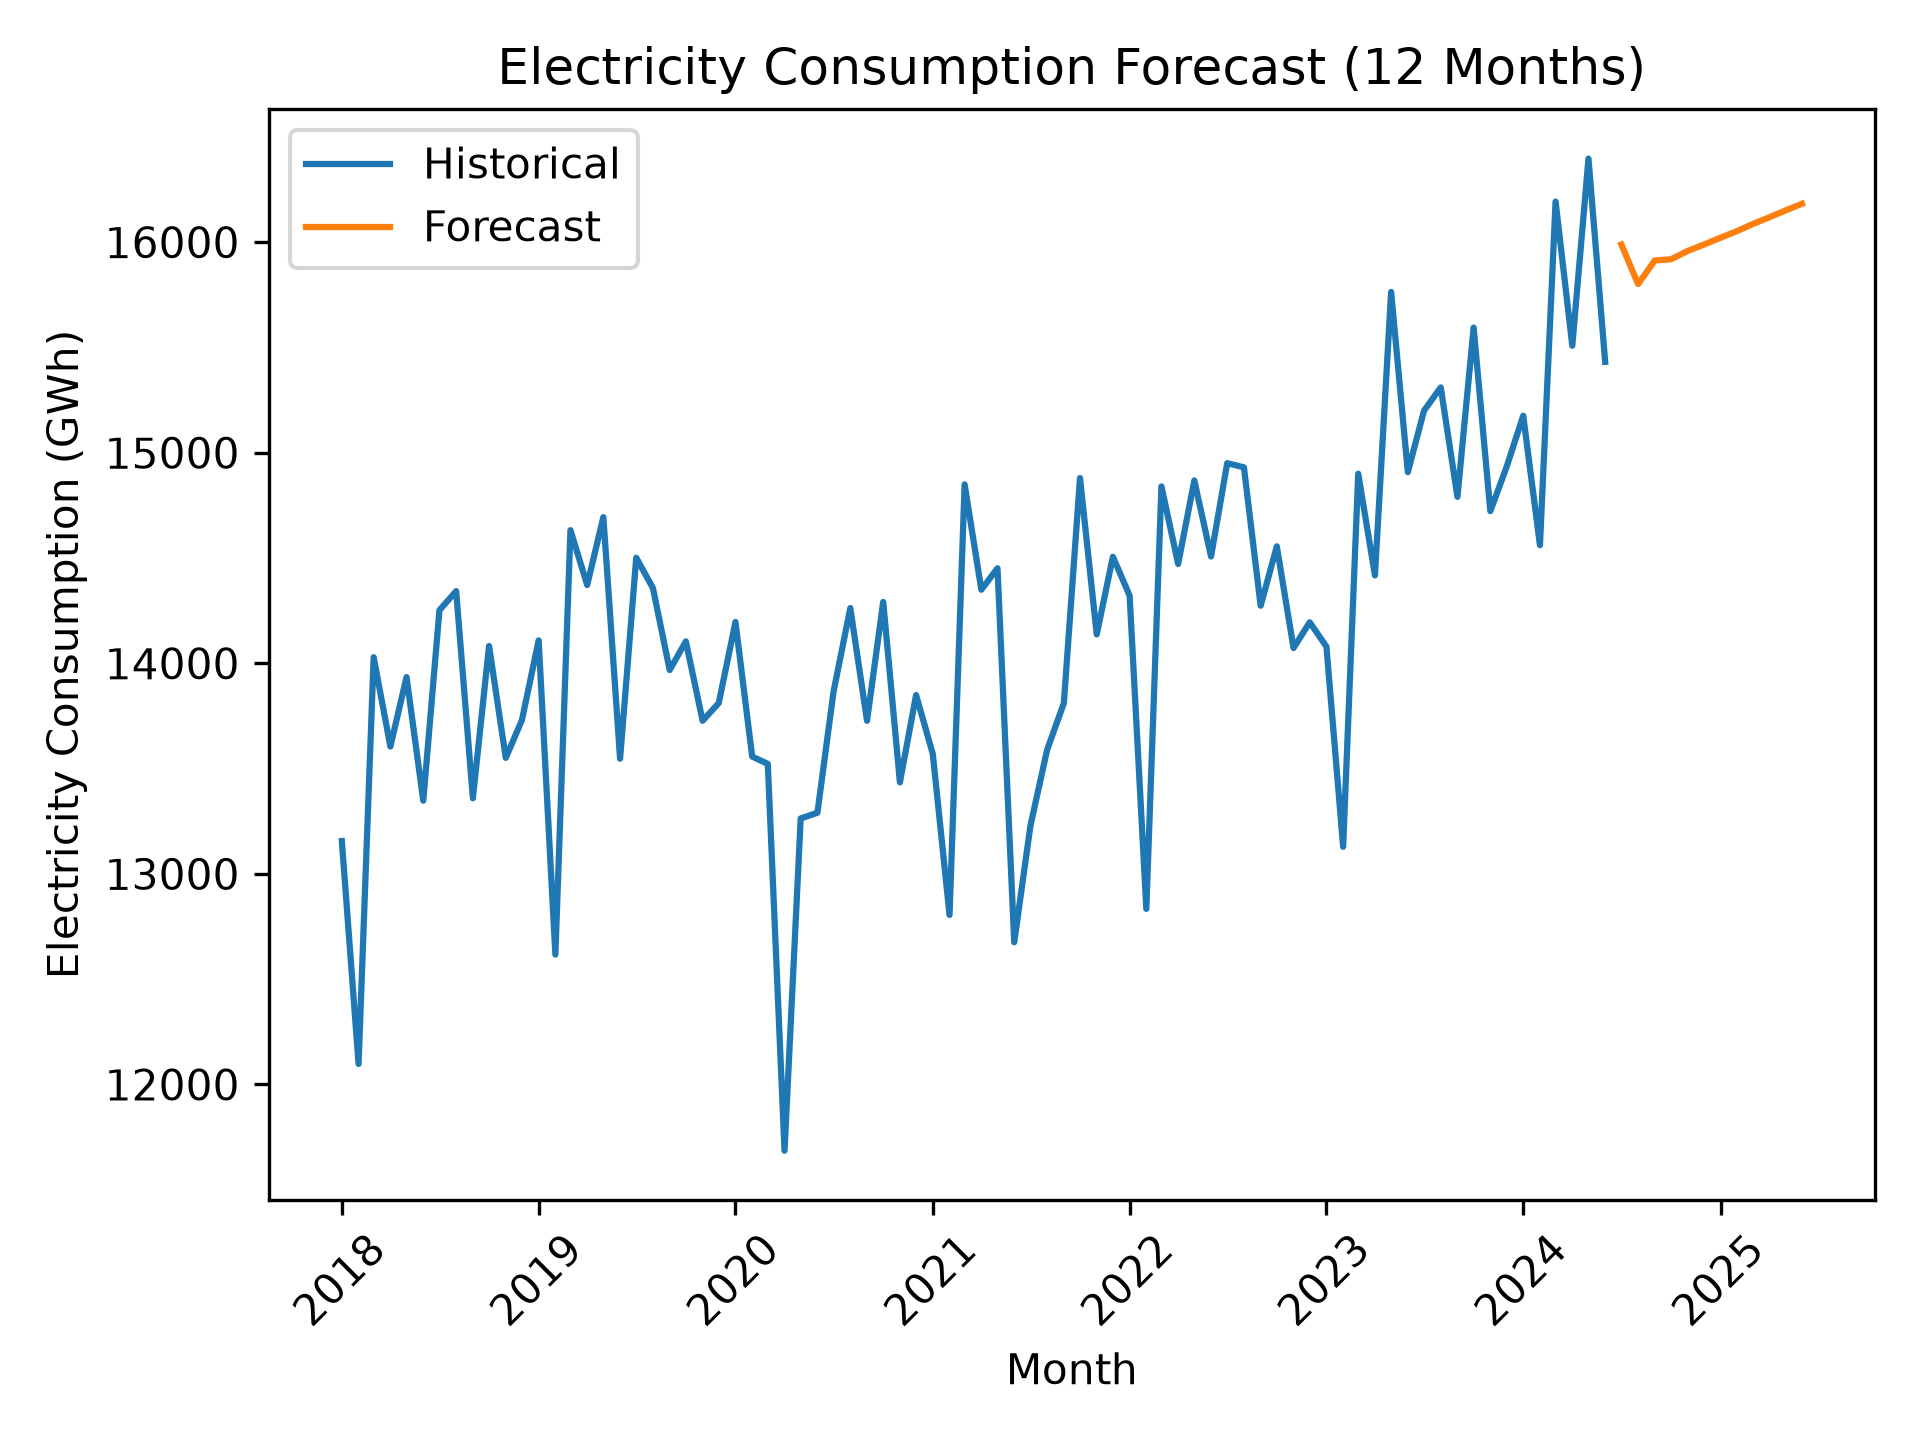 Electricity Consumption Forecast (12 Months)
Historical
Forecast
Electricity Consumption (GWh)
16000
15000
14000
13000
12000
2018
2019
2020
2021
2022
2023
2024
2025
Month